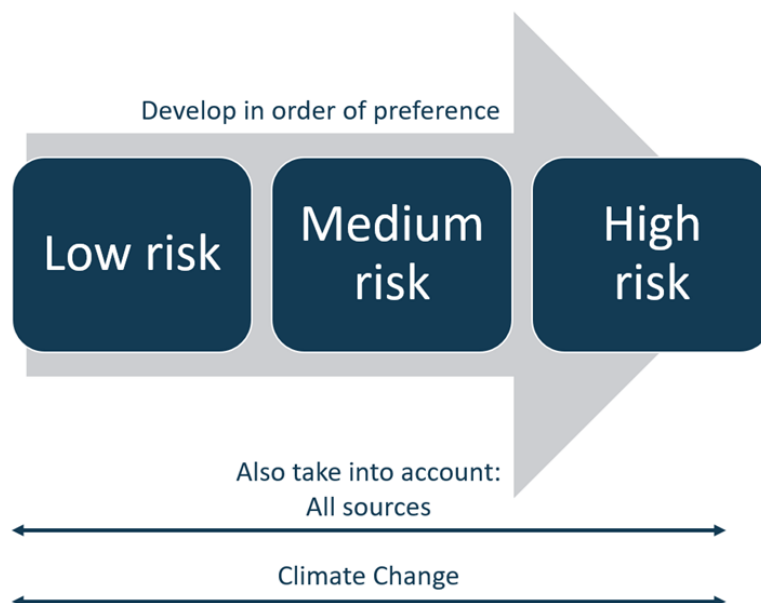 Develop in order of preference
Low risk
Medium
risk
High
risk
Also take into account:
All sources
Climate Change